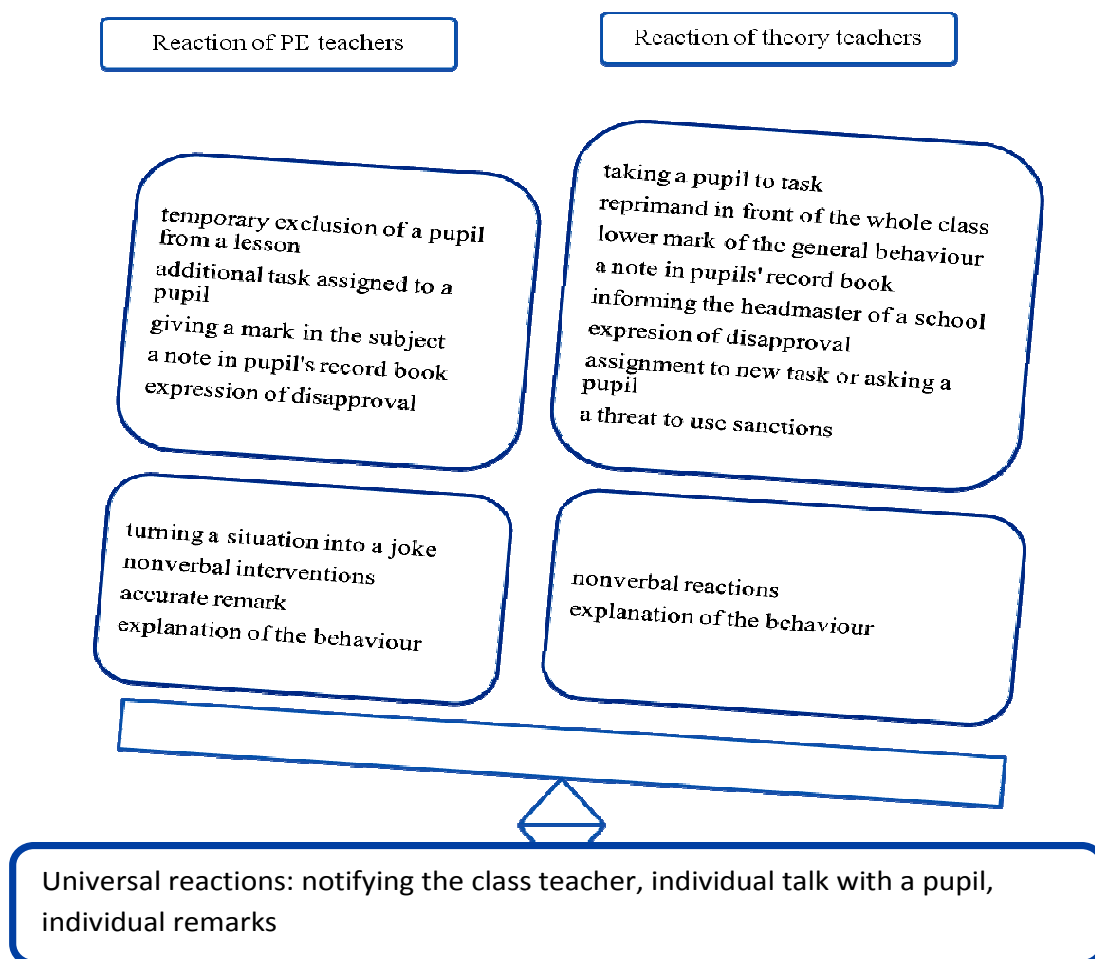 Reaction of PE teachers
Reaction of theory teachers
temporary exclusion of a pupil
from a lesson
additional task assigned to a
pupil
giving a mark in the subject
a note in pupil's record book
expression of disapproval
taking a pupil to task
reprimand in front of the whole class
lower mark of the general behaviour
a note in pupils' record book
informing the headmaster of a school
expresion of disapproval
assignment to new task or asking a
pupil
a threat to use sanctions
turning a situation into a joke
nonverbal interventions
accurate remark
explanation of the behaviour
nonverbal reactions
explanation of the behaviour
Universal reactions: notifying the class teacher, individual talk with a pupil,
individual remarks